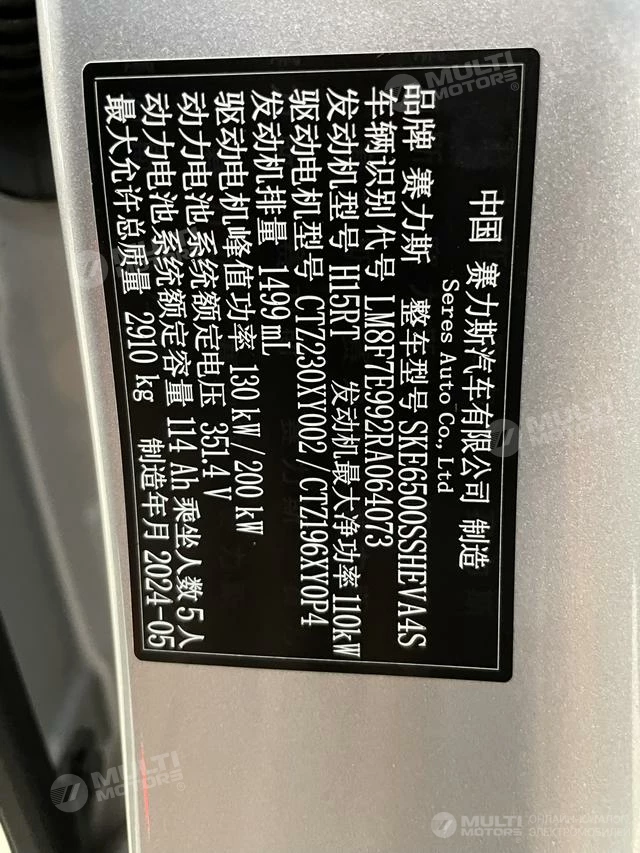 中国 赛力斯汽车有限公司 制造
Seres Auto Co., Ltd
品牌 赛力斯 整车型号 SKE6500SSHEVA4S
车辆识别代号 LM8F7E992RA064073
发动机型号 H15RT 发动机最大净功率 110kW
驱动电机型号 CTZ230XY002 / CTZ196XY0P4
发动机排量 1499 mL
驱动电机峰值功率 130 kW / 200 kW
动力电池系统额定电压 351.4 V
动力电池系统额定容量 114 Ah 乘坐人数 5 人
最大允许总质量 2910 kg 制造年月 2024-05
MULTI MOTORS®
MULTI MOTORS®
MULTI MOTORS®
MULTI MOTORS